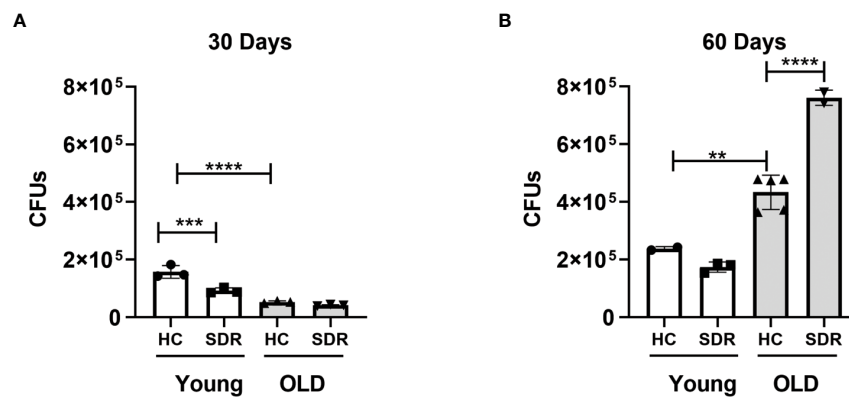 A
30 Days
CFUs
8×10⁵
6×10⁵
4×10⁵
2×10⁵
0
****
***
HC SDR HC SDR
Young OLD
B
60 Days
CFUs
8×10⁵
6×10⁵
4×10⁵
2×10⁵
0
****
**
HC SDR HC SDR
Young OLD